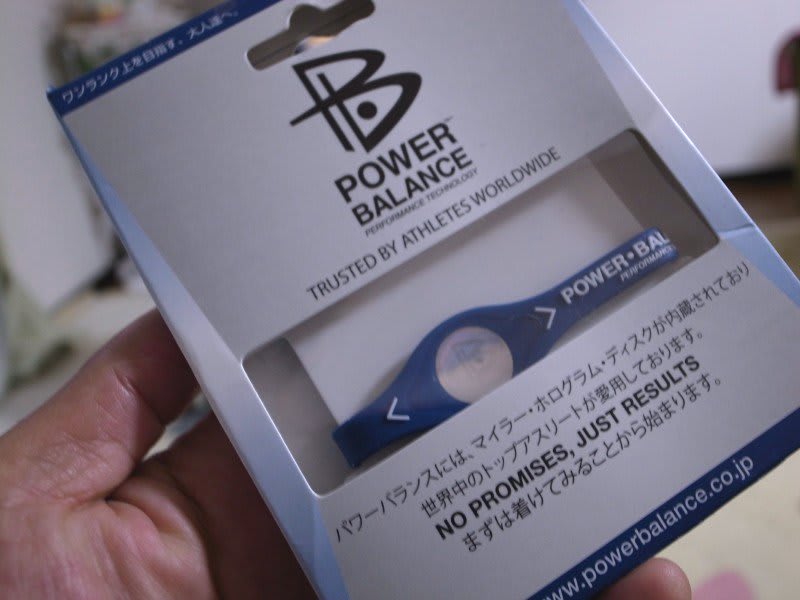 ワンランク上を目指す、大人達へ。
POWER
BALANCE™
PERFORMANCE TECHNOLOGY
TRUSTED BY ATHLETES WORLDWIDE
POWER • BAL
PERFORMANCE
パワーバランスには、マイラー・ホログラム・ディスクが内蔵されており
世界中のトップアスリートが愛用しております。
NO PROMISES, JUST RESULTS
まずは着けてみることから始まります。
www.powerbalance.co.jp